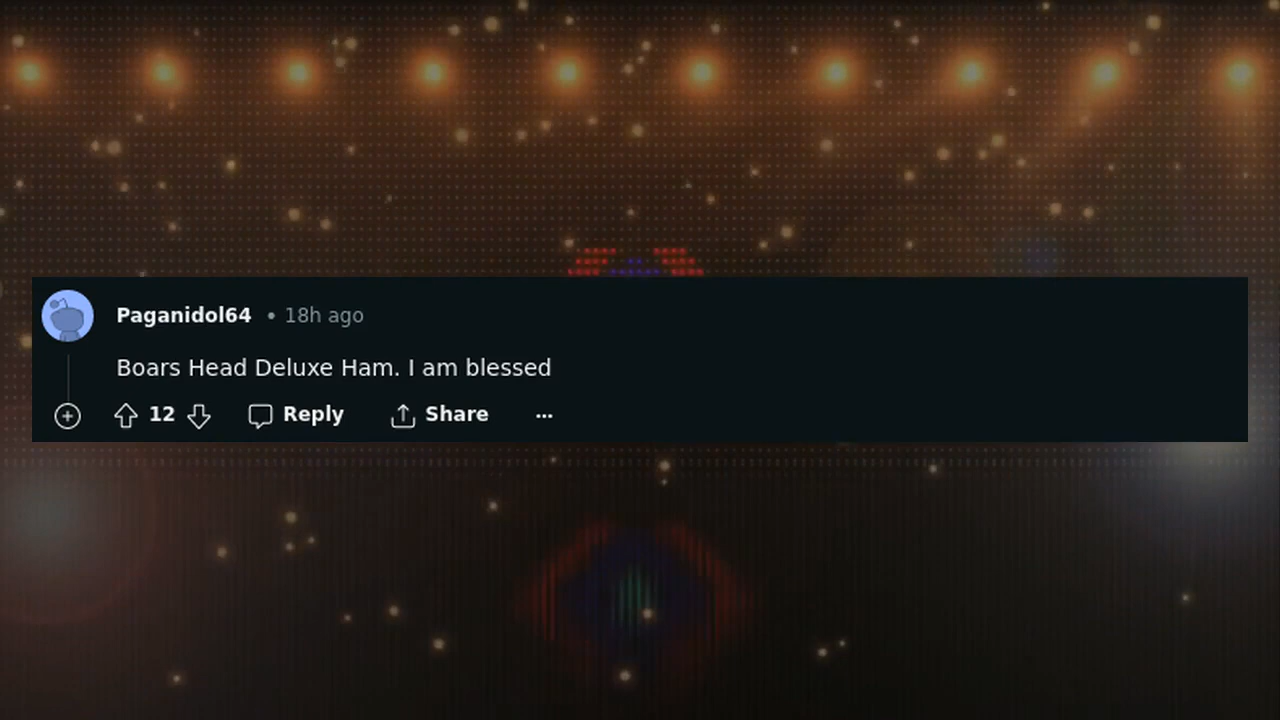 Paganidol64 • 18h ago
Boars Head Deluxe Ham. I am blessed
12 Reply Share ...